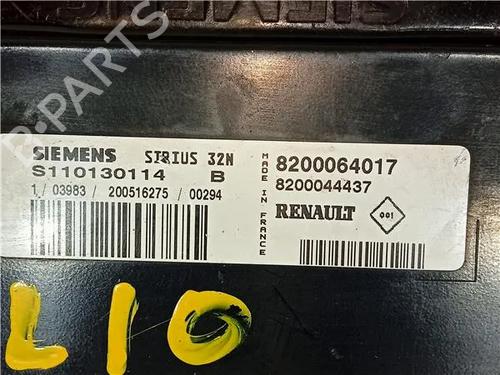 B-PARTS
SIEMENS SIRIUS 32N
S110130114 B
1 / 03983 / 200516275 / 00294
MADE IN FRANCE
8200064017
8200044437
RENAULT
001
L10